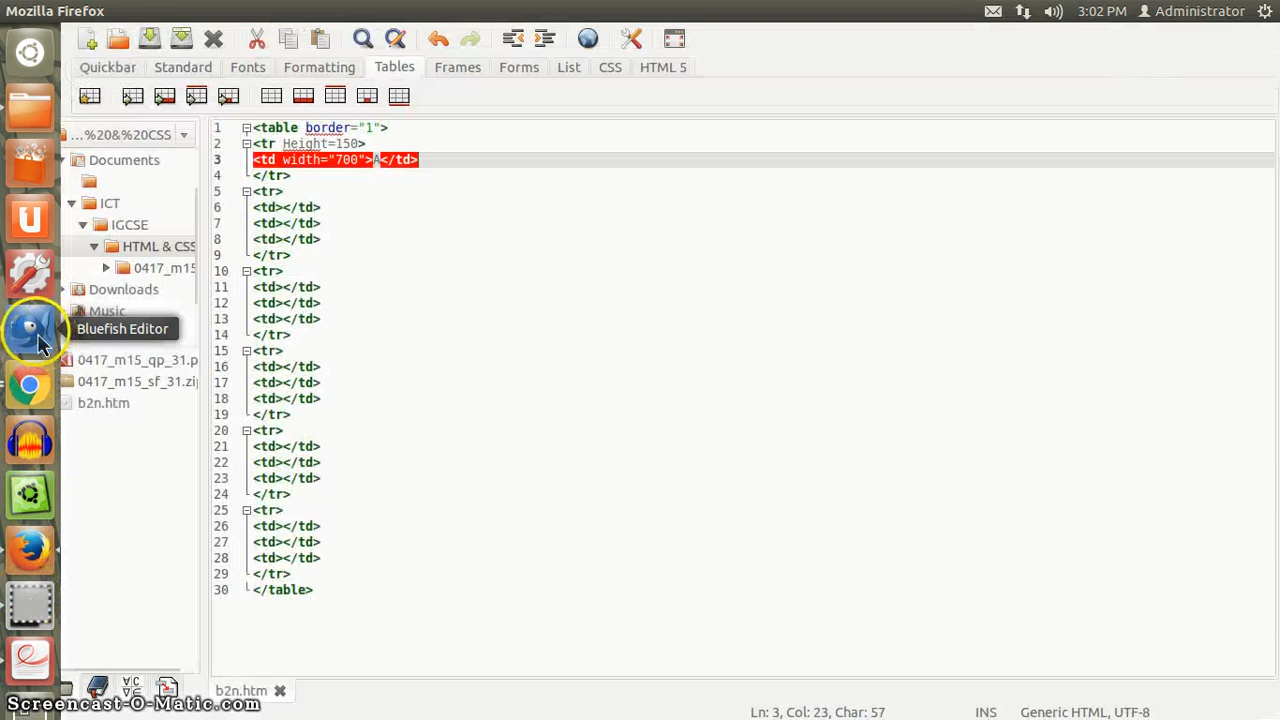 Mozilla Firefox
3:02 PM Administrator
Quickbar Standard Fonts Formatting Tables Frames Forms List CSS HTML 5
...%20&%20CSS
Documents
ICT
IGCSE
HTML & CSS
0417_m15
Downloads
Music
Bluefish Editor
0417_m15_qp_31.p
0417_m15_sf_31.zip
b2n.htm
1 <table border="1">
2 <tr Height=150>
3 <td width="700">A</td>
4 </tr>
5 <tr>
6 <td></td>
7 <td></td>
8 <td></td>
9 </tr>
10 <tr>
11 <td></td>
12 <td></td>
13 <td></td>
14 </tr>
15 <tr>
16 <td></td>
17 <td></td>
18 <td></td>
19 </tr>
20 <tr>
21 <td></td>
22 <td></td>
23 <td></td>
24 </tr>
25 <tr>
26 <td></td>
27 <td></td>
28 <td></td>
29 </tr>
30 </table>
b2n.htm
Screencast-O-Matic.com
Ln: 3, Col: 23, Char: 57 INS Generic HTML, UTF-8